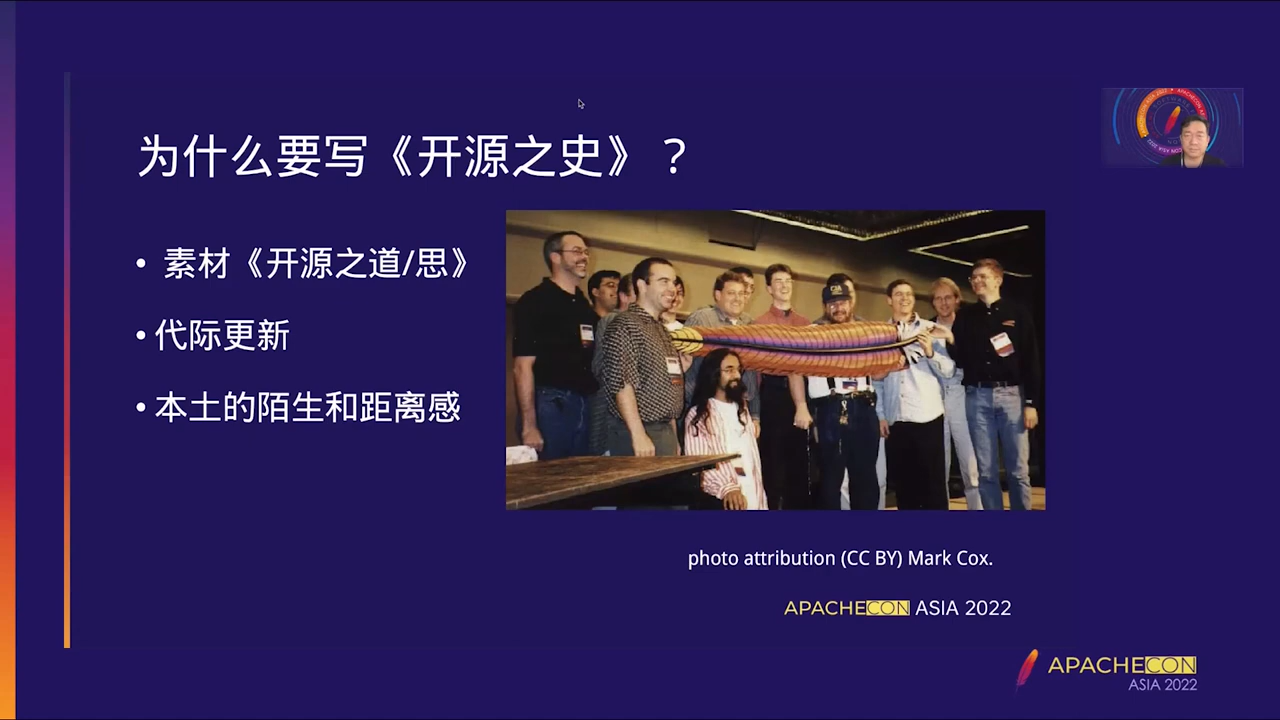 为什么要写《开源之史》？
• 素材《开源之道/思》
• 代际更新
• 本土的陌生和距离感
photo attribution (CC BY) Mark Cox.
APACHECON ASIA 2022
APACHECON
ASIA 2022